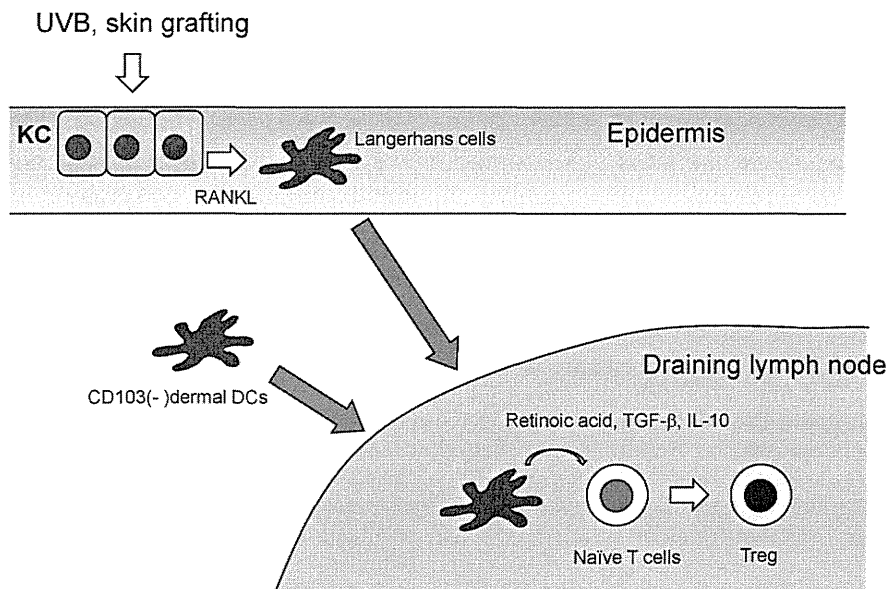 UVB, skin grafting
KC
Langerhans cells
Epidermis
RANKL
CD103(-)dermal DCs
Draining lymph node
Retinoic acid, TGF-β, IL-10
Naïve T cells
Treg